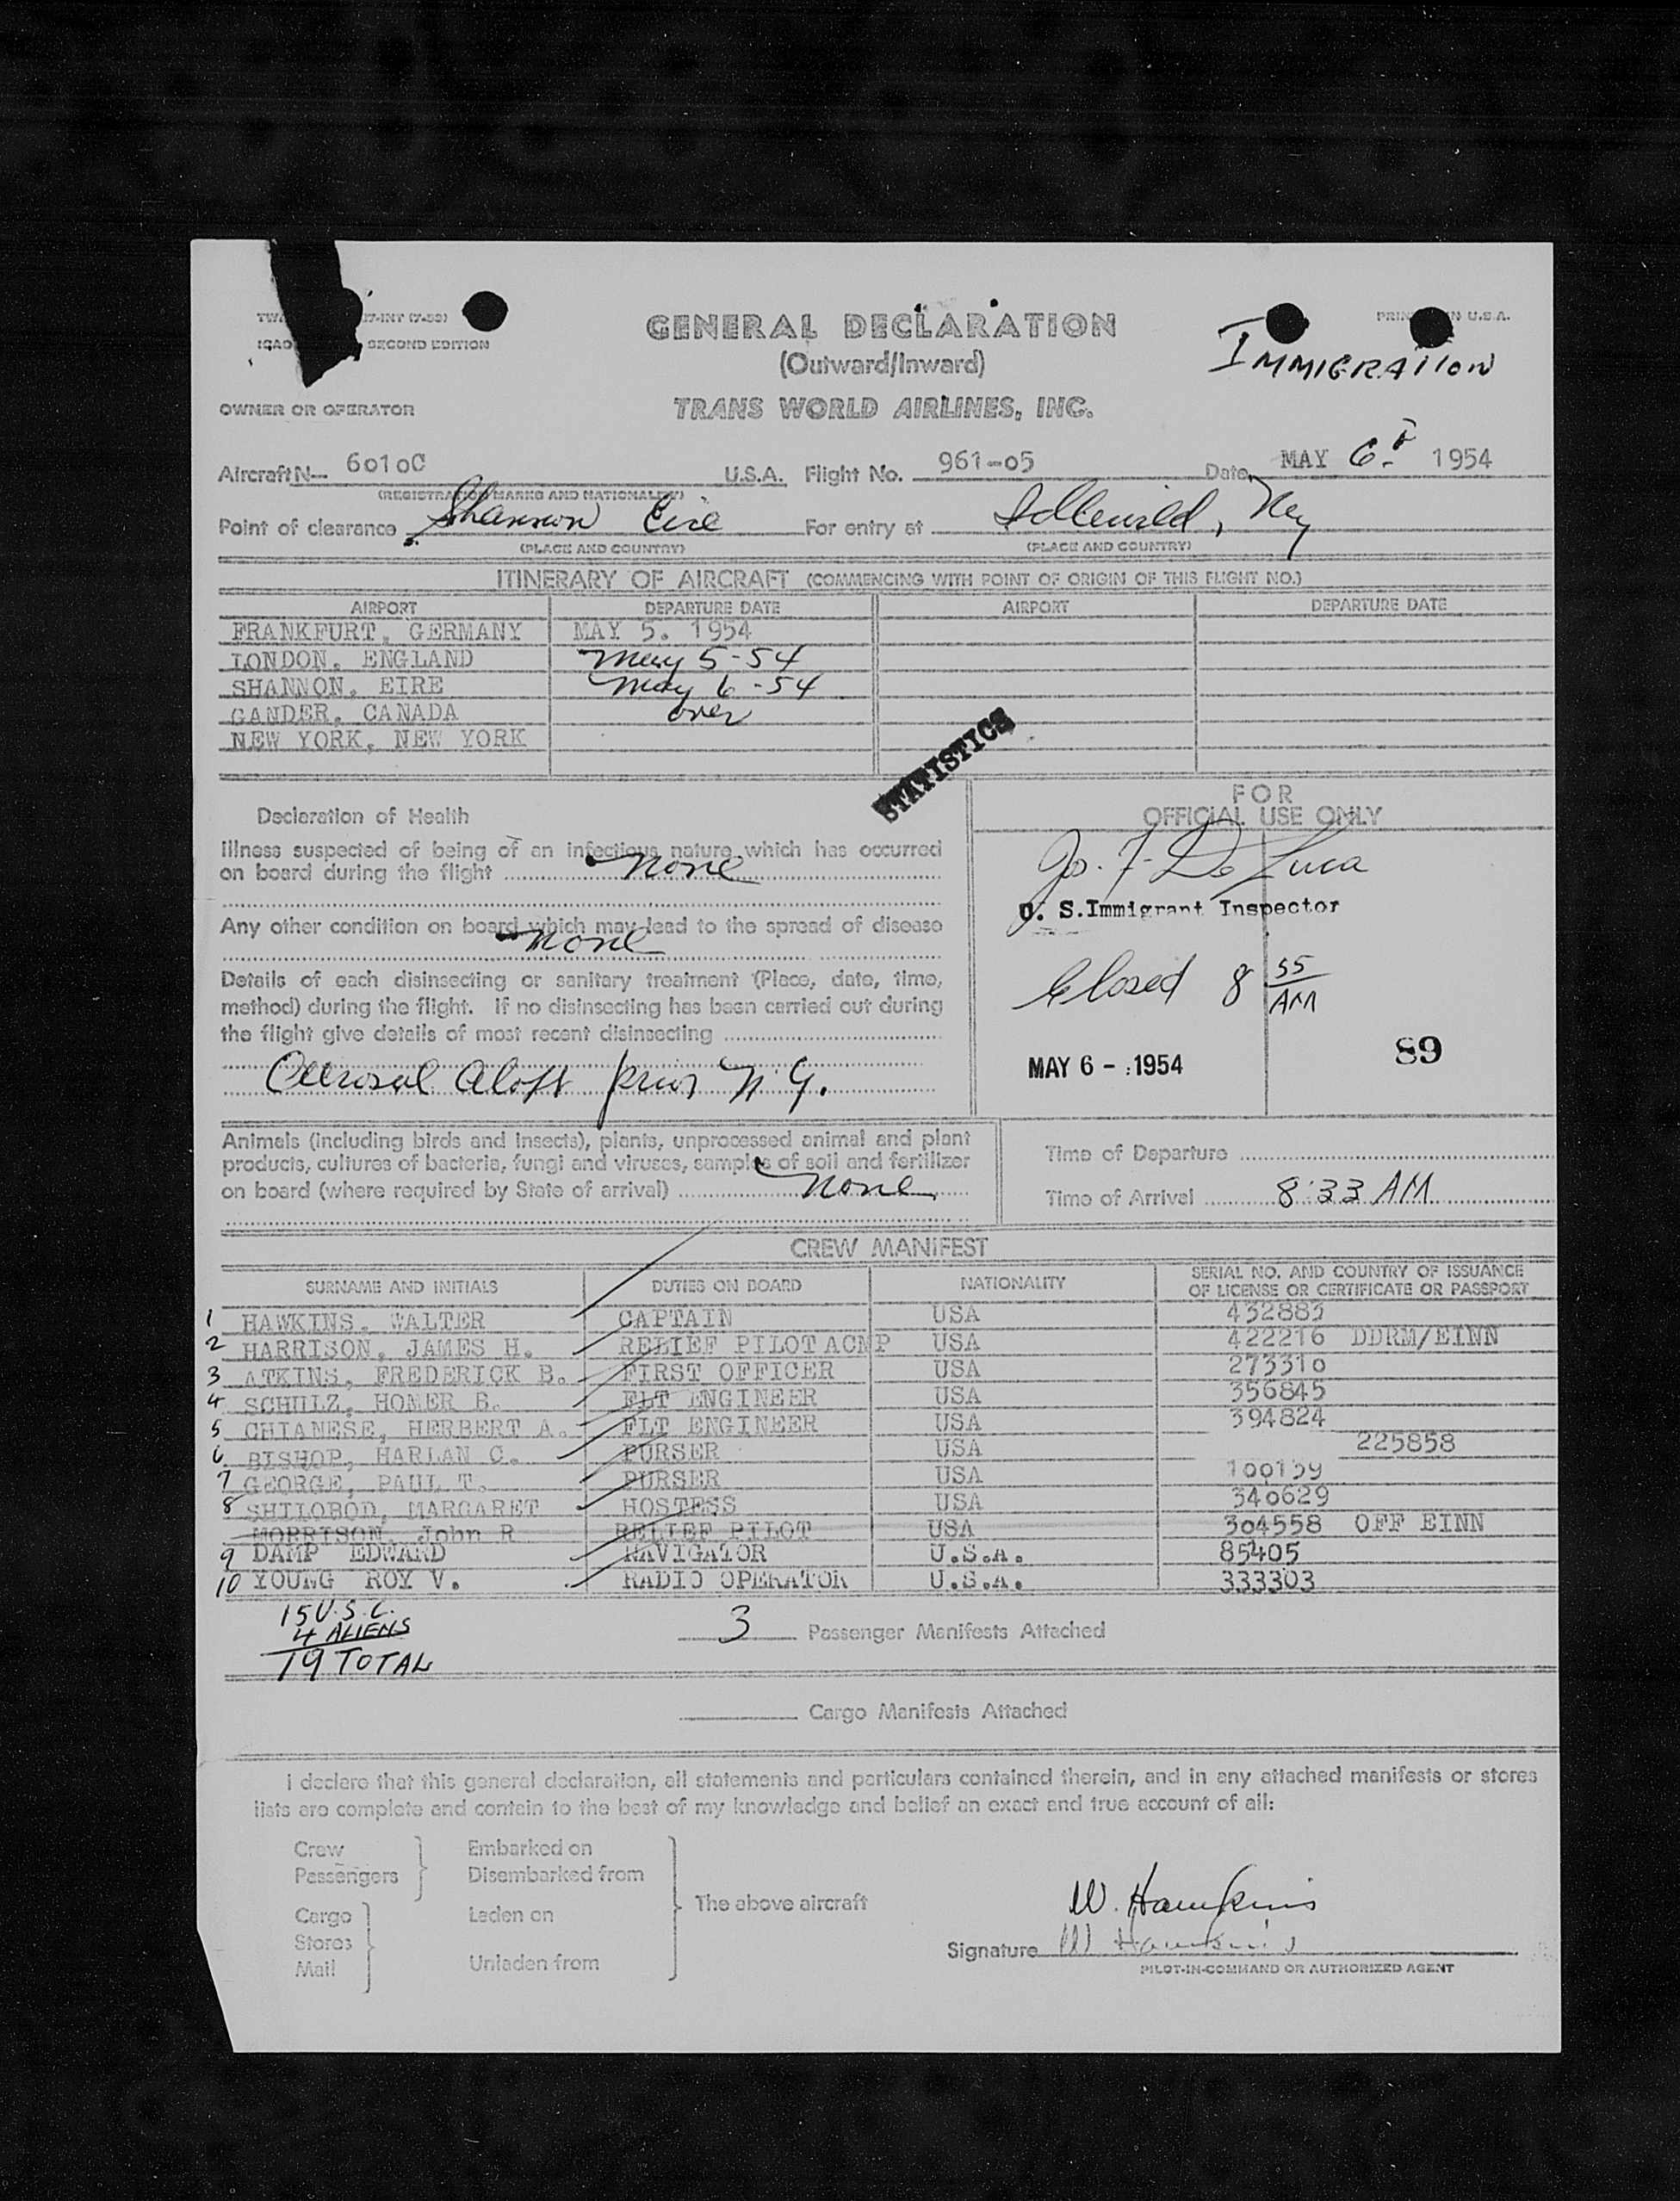 GENERAL DECLARATION
(Outward/Inward)
TRANS WORLD AIRLINES, INC.
IMMIGRATION
SECOND EDITION
OWNER OR OPERATOR
Aircraft N- 6010C U.S.A. Flight No. 961-05 Date MAY 6 1954
(REGISTRATION MARKS AND NATIONALITY)
Point of clearance Shannon Eire For entry at Idlewild, NY
(PLACE AND COUNTRY) (PLACE AND COUNTRY)
ITINERARY OF AIRCRAFT (COMMENCING WITH POINT OF ORIGIN OF THIS FLIGHT NO.)
AIRPORT DEPARTURE DATE AIRPORT DEPARTURE DATE
FRANKFURT, GERMANY MAY 5. 1954
LONDON. ENGLAND May 5-54
SHANNON. EIRE May 6-54
GANDER, CANADA over
NEW YORK, NEW YORK
STATISTICS
Declaration of Health
Illness suspected of being of an infectious nature which has occurred
on board during the flight None
Any other condition on board which may lead to the spread of disease
None
Details of each disinsecting or sanitary treatment (Place, date, time,
method) during the flight. If no disinsecting has been carried out during
the flight give details of most recent disinsecting
Aerosol Aloft prior N.Y.
FOR
OFFICIAL USE ONLY
Jos. F. De Luca
U. S. Immigrant Inspector
Closed 8 55 AM
MAY 6 - 1954
89
Animals (including birds and insects), plants, unprocessed animal and plant
products, cultures of bacteria, fungi and viruses, samples of soil and fertilizer
on board (where required by State of arrival) None
Time of Departure
Time of Arrival 8:33 AM
CREW MANIFEST
SURNAME AND INITIALS DUTIES ON BOARD NATIONALITY SERIAL NO. AND COUNTRY OF ISSUANCE OF LICENSE OR CERTIFICATE OR PASSPORT
1 HAWKINS. WALTER CAPTAIN USA 432883
2 HARRISON, JAMES H. RELIEF PILOT ACMP USA 422216 DDRM/EINN
3 ATKINS, FREDERICK B. FIRST OFFICER USA 273310
4 SCHULZ, HOMER B. FLT ENGINEER USA 356845
5 CHIANESE, HERBERT A. FLT ENGINEER USA 394824
6 BISHOP, HARLAN C. PURSER USA 225858
7 GEORGE, PAUL T. PURSER USA 100159
8 SHILOBOD, MARGARET HOSTESS USA 340629
MORRISON, John R RELIEF PILOT USA 304558 OFF EINN
9 DAMP EDWARD NAVIGATOR U.S.A. 85405
10 YOUNG ROY V. RADIO OPERATOR U.S.A. 333303
15 U.S.C.
4 ALIENS
19 TOTAL
3 Passenger Manifests Attached
Cargo Manifests Attached
I declare that this general declaration, all statements and particulars contained therein, and in any attached manifests or stores
lists are complete and contain to the best of my knowledge and belief an exact and true account of all:
Crew Embarked on
Passengers Disembarked from
The above aircraft
Cargo Laden on
Stores
Mail Unladen from
W. Hawkins
Signature W Hawkins
PILOT-IN-COMMAND OR AUTHORIZED AGENT